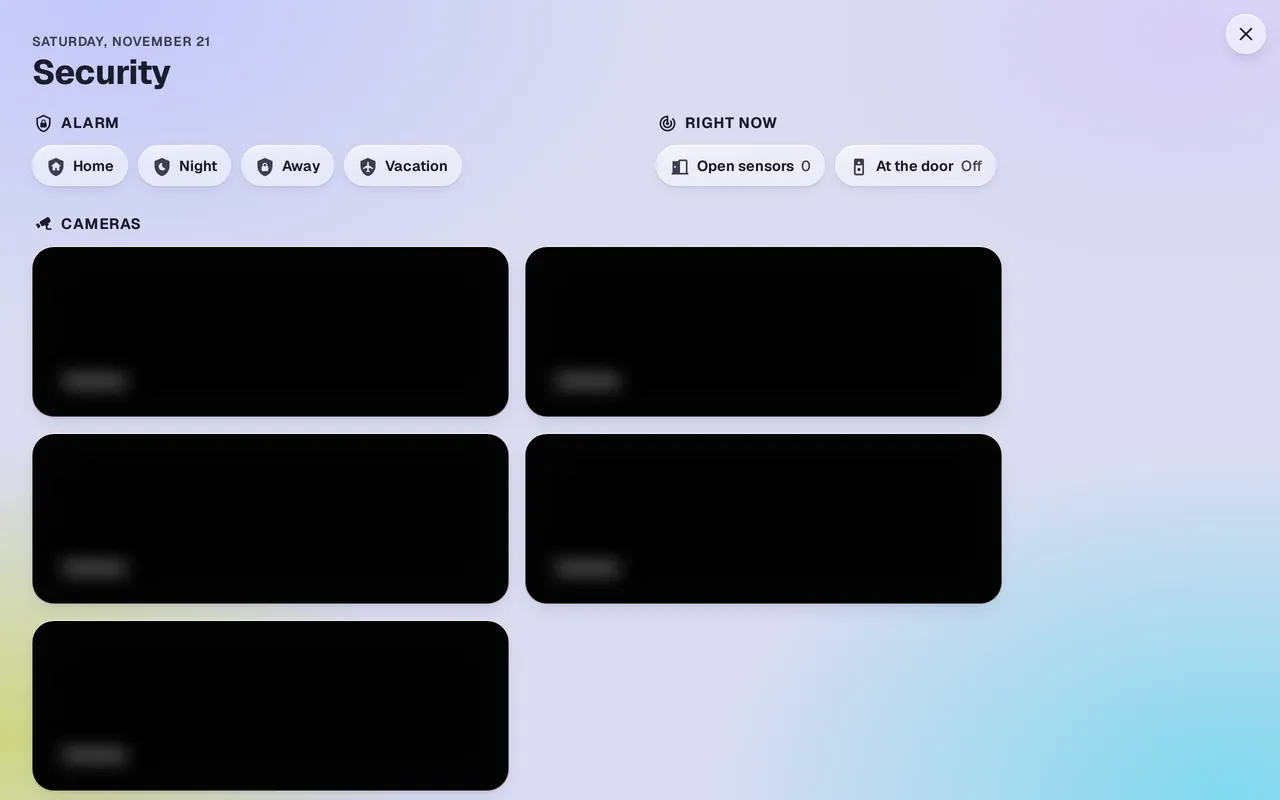 SATURDAY, NOVEMBER 21
Security
ALARM
Home Night Away Vacation
RIGHT NOW
Open sensors 0 At the door Off
CAMERAS